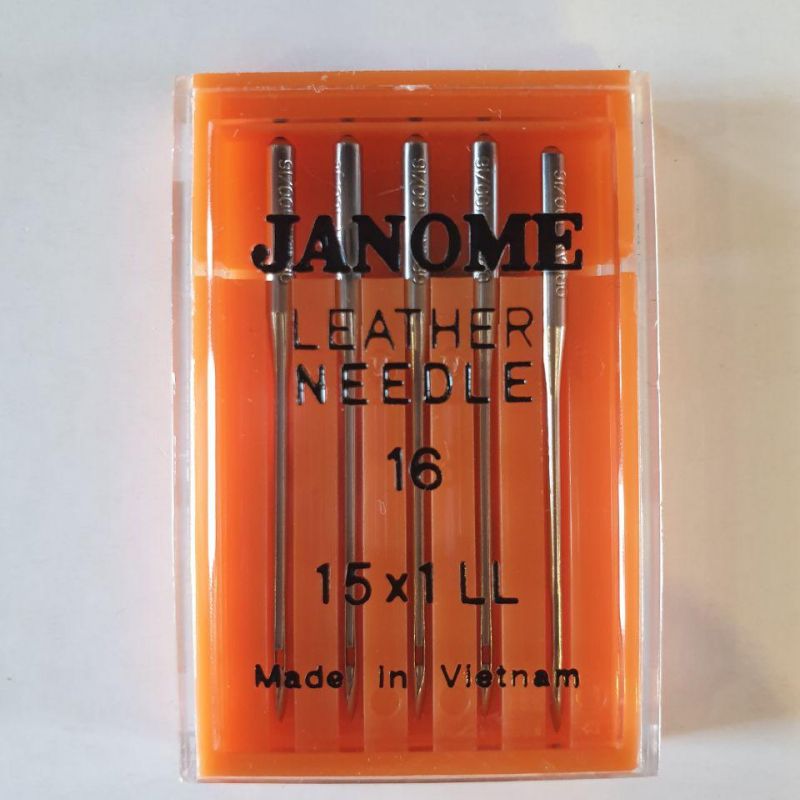 JANOME
LEATHER
NEEDLE
16
15x1 LL
Made in Vietnam